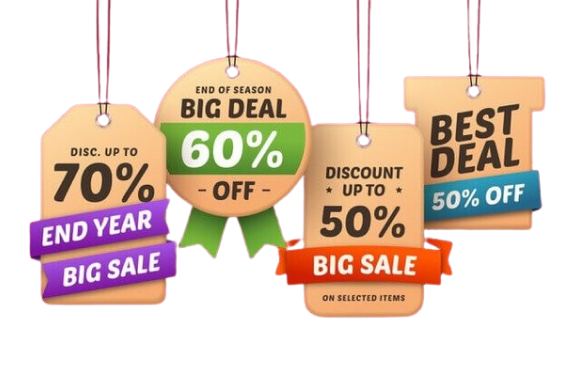 DISC. UP TO
70%
END YEAR
BIG SALE
END OF SEASON
BIG DEAL
60%
- OFF -
DISCOUNT
★ UP TO ★
50%
BIG SALE
ON SELECTED ITEMS
BEST
DEAL
50% OFF